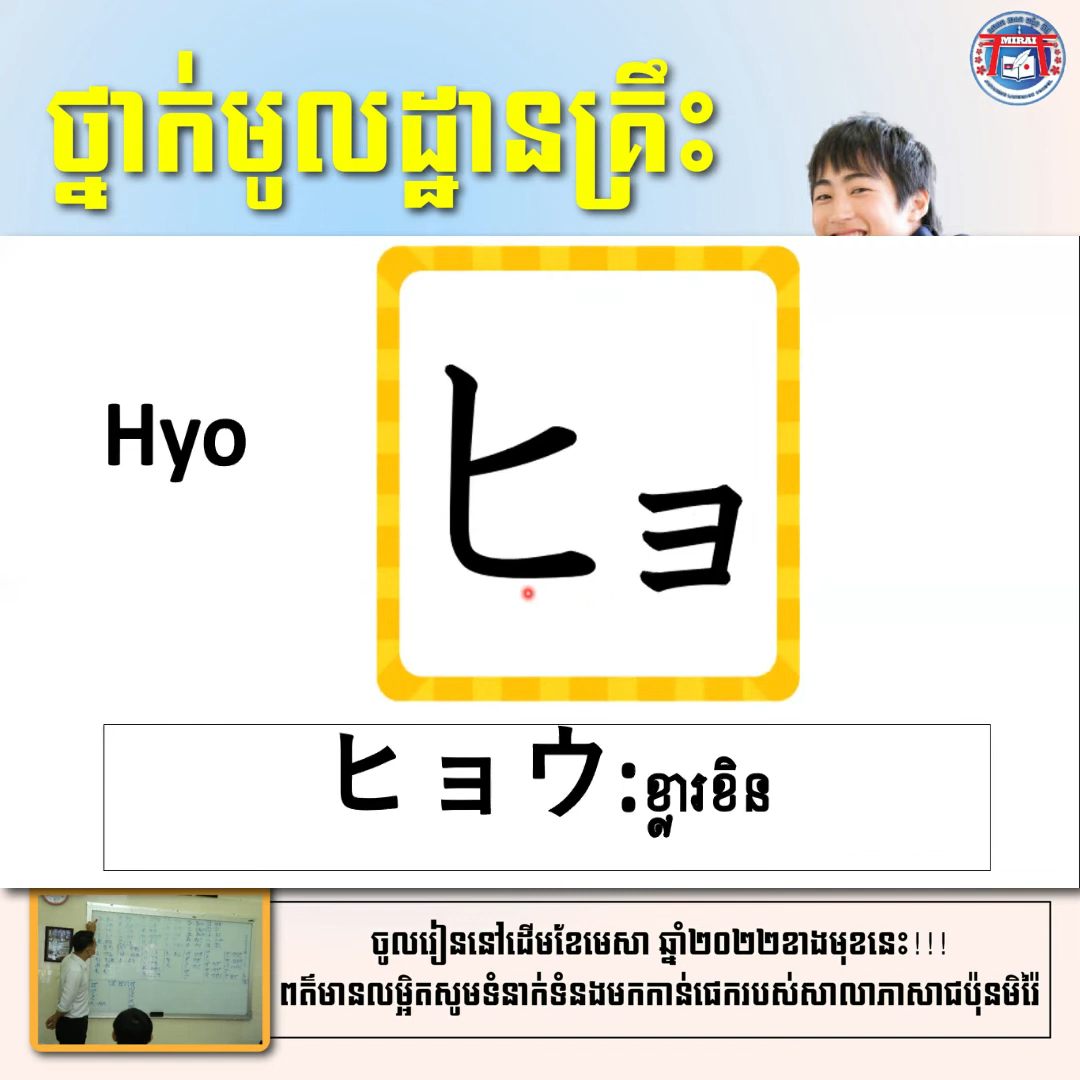 ថ្នាក់មូលដ្ឋានគ្រឹះ
MIRAI
Hyo
ヒョ
ヒョウ:ខ្លារខិន
ចូលរៀននៅដើមខែមេសា ឆ្នាំ២០២២ខាងមុខនេះ!!!
ពត៌មានលម្អិតសូមទំនាក់ទំនងមកកាន់ផេករបស់សាលាភាសាជប៉ុនមិរ៉ៃ